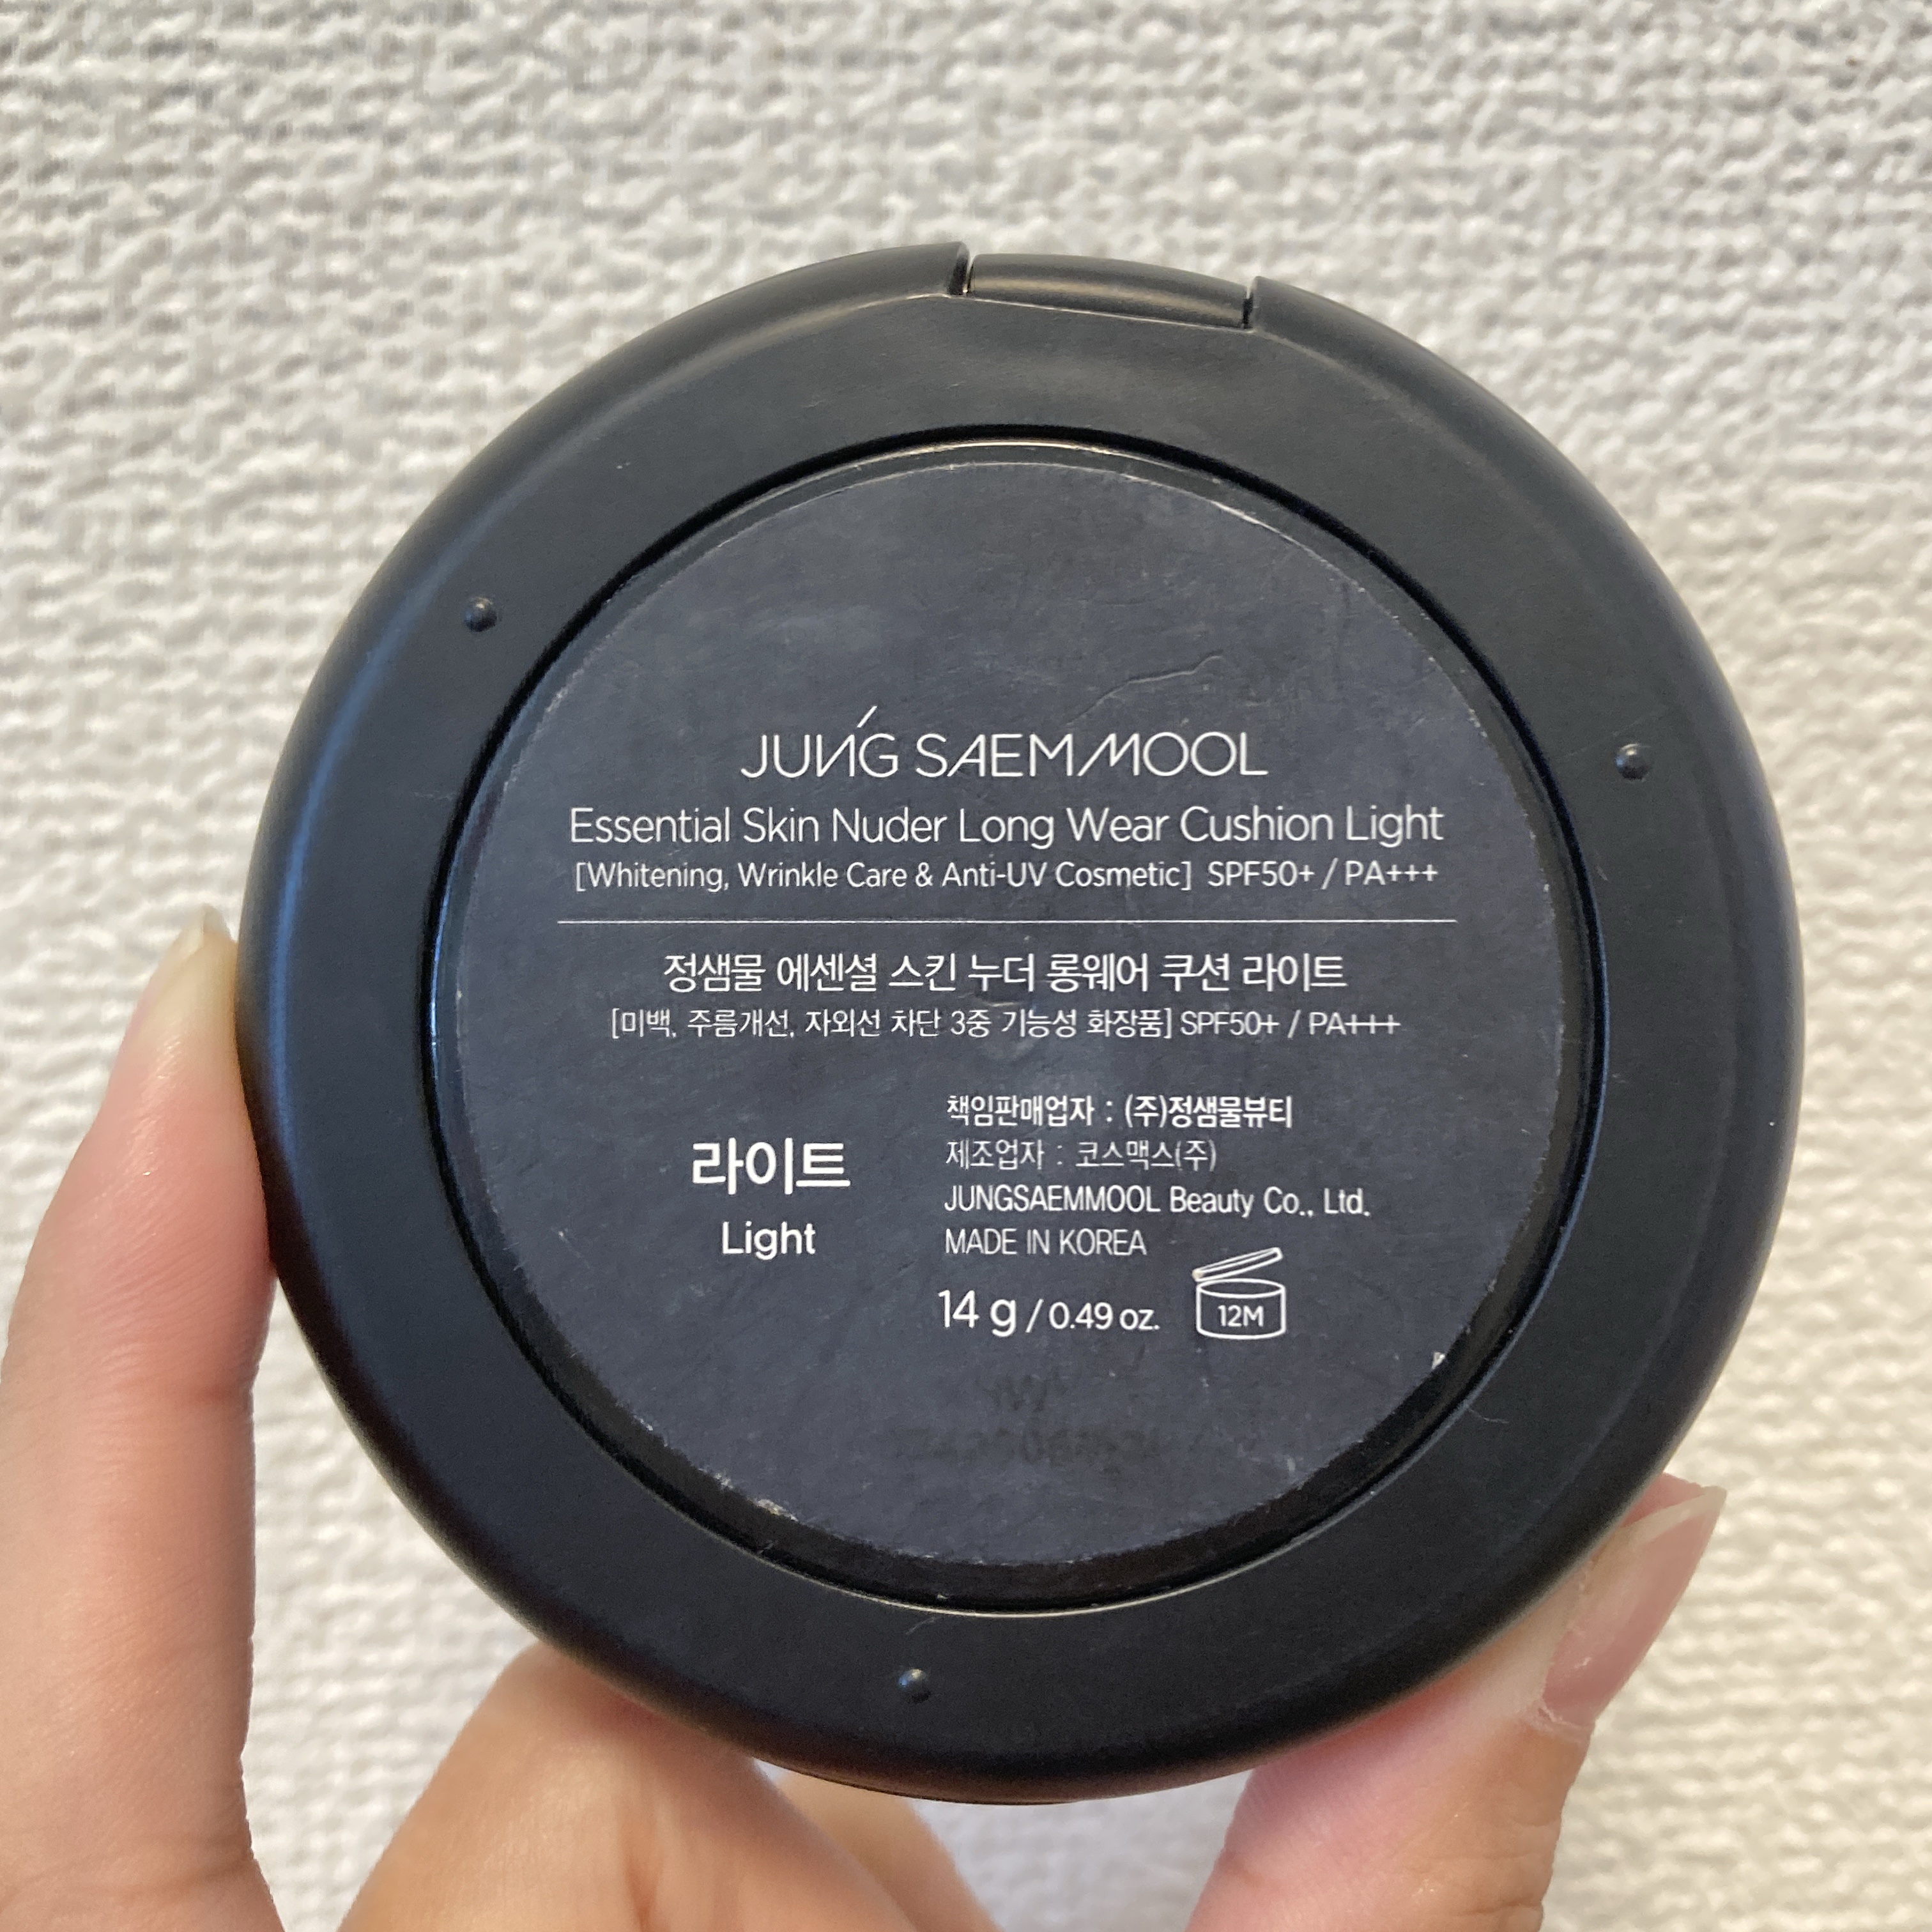 JUNG SAEM MOOL
Essential Skin Nuder Long Wear Cushion Light
[Whitening, Wrinkle Care & Anti-UV Cosmetic] SPF50+ / PA+++
정샘물 에센셜 스킨 누더 롱웨어 쿠션 라이트
[미백, 주름개선, 자외선 차단 3중 기능성 화장품] SPF50+ / PA+++
라이트
Light
책임판매업자 : (주)정샘물뷰티
제조업자 : 코스맥스(주)
JUNGSAEMMOOL Beauty Co., Ltd.
MADE IN KOREA
14 g / 0.49 oz.
12M